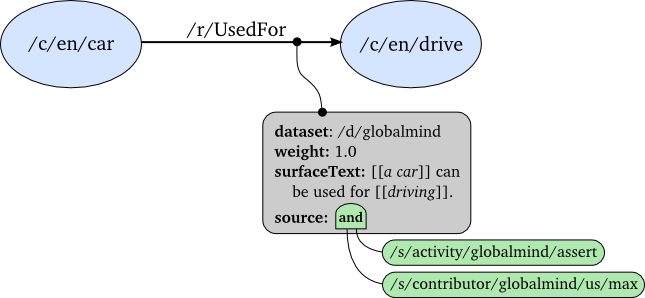 /c/en/car
/r/UsedFor
/c/en/drive
dataset: /d/globalmind
weight: 1.0
surfaceText: [[a car]] can
be used for [[driving]].
source: and
/s/activity/globalmind/assert
/s/contributor/globalmind/us/max